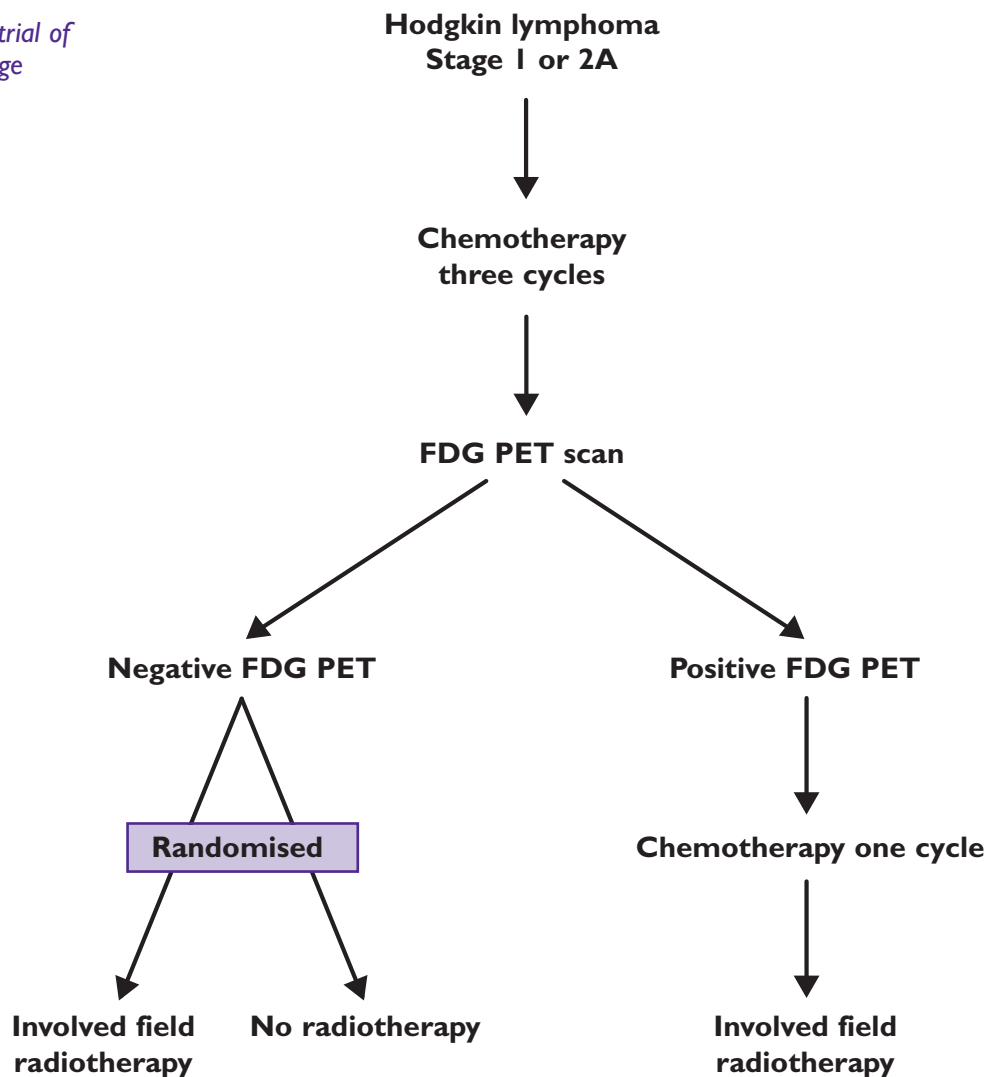 trial of
ge
Hodgkin lymphoma
Stage 1 or 2A
Chemotherapy
three cycles
FDG PET scan
Negative FDG PET
Positive FDG PET
Randomised
Chemotherapy one cycle
Involved field
radiotherapy
No radiotherapy
Involved field
radiotherapy